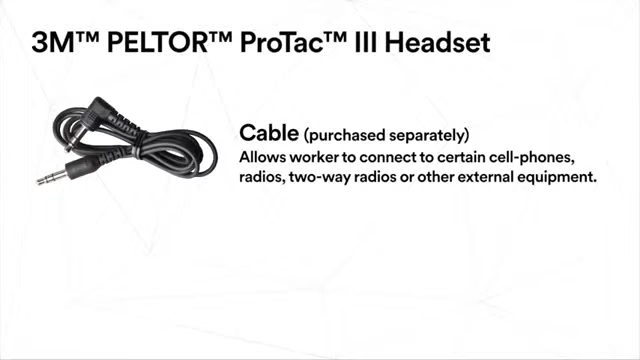 3M™ PELTOR™ ProTac™ III Headset
Cable (purchased separately)
Allows worker to connect to certain cell-phones,
radios, two-way radios or other external equipment.